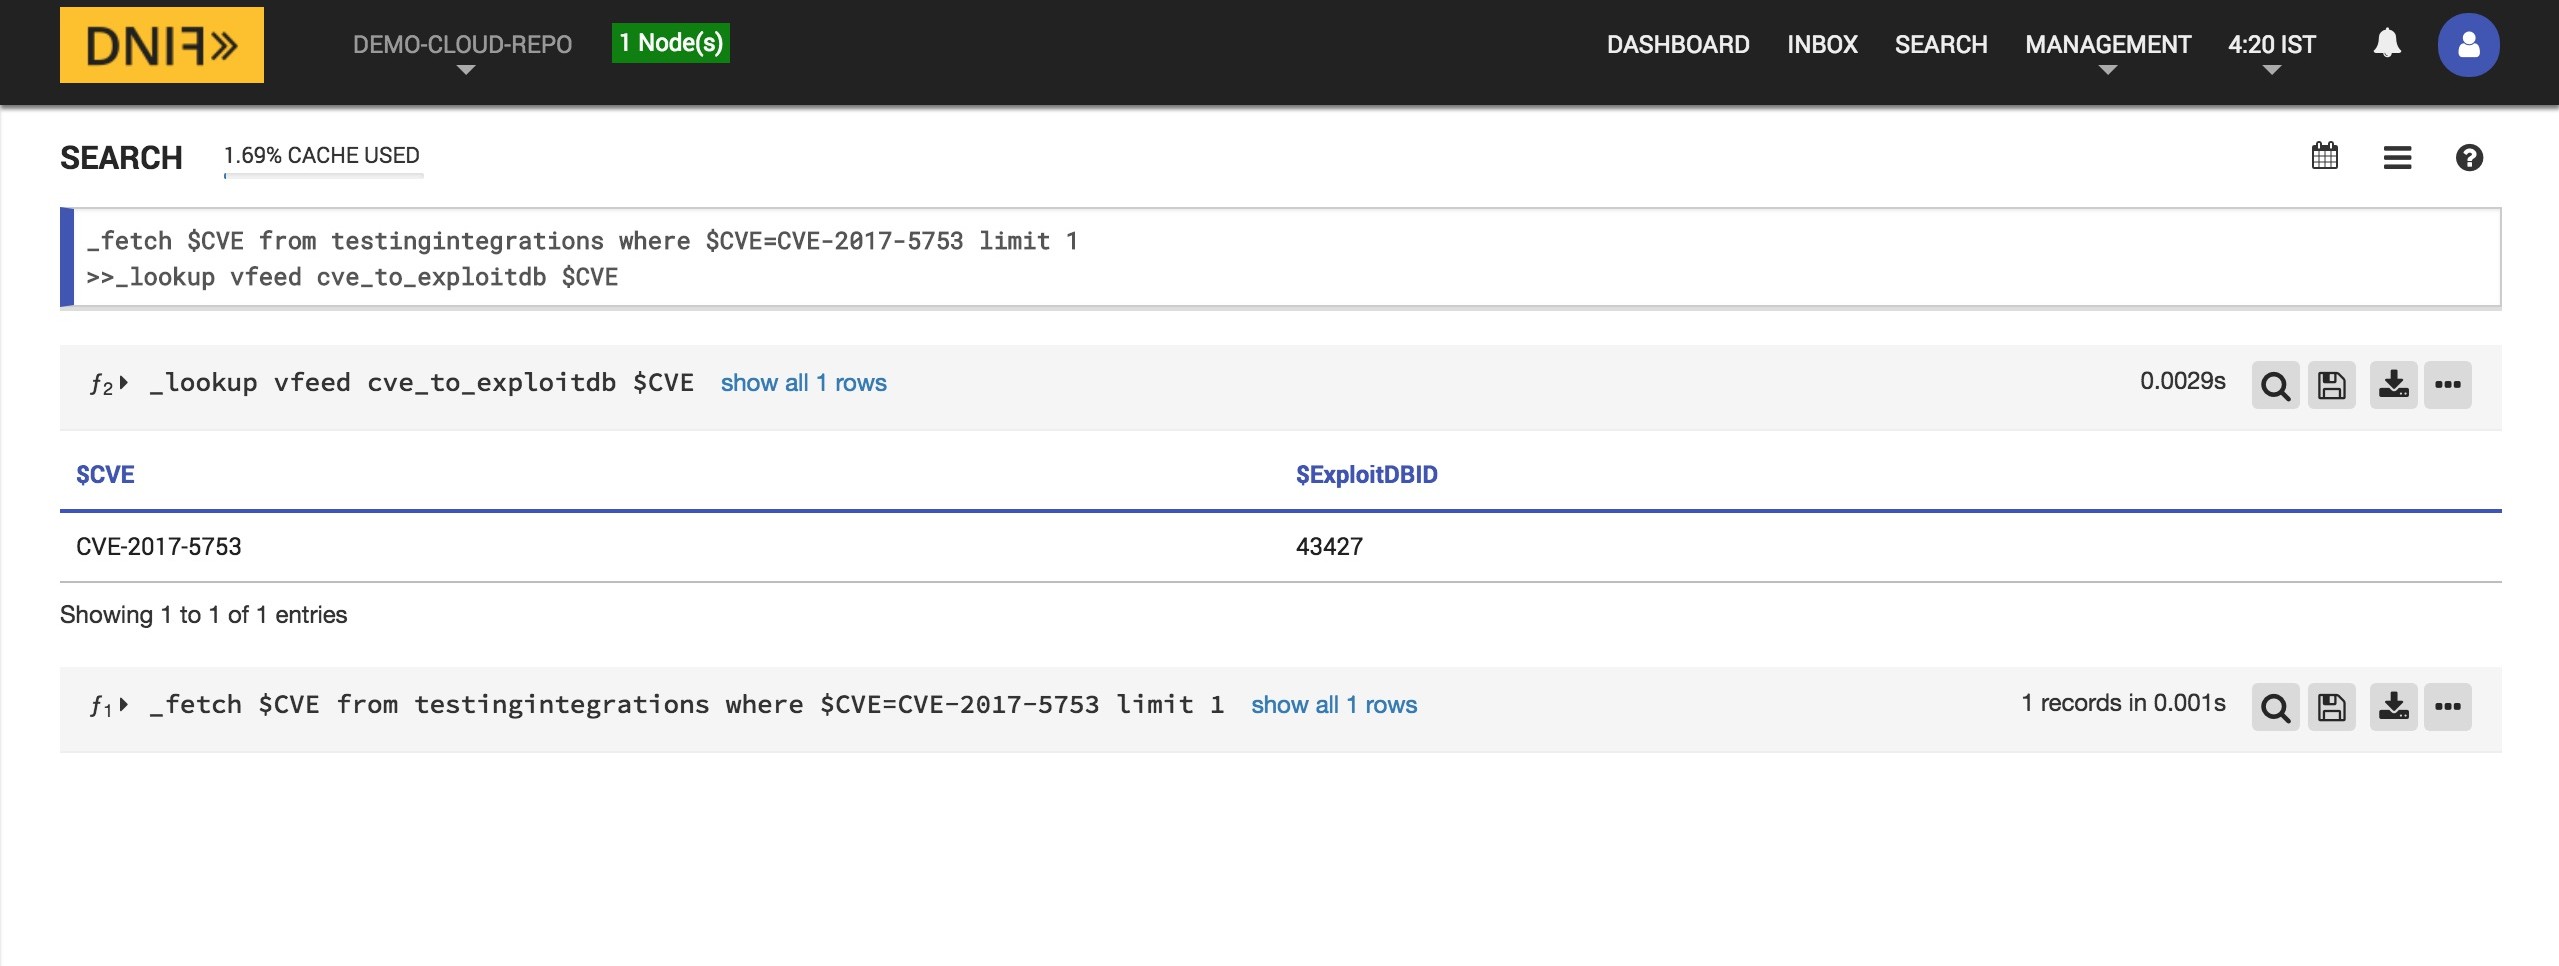 DNIF»
DEMO-CLOUD-REPO
1 Node(s)
DASHBOARD
INBOX
SEARCH
MANAGEMENT
4:20 IST
SEARCH
1.69% CACHE USED
_fetch $CVE from testingintegrations where $CVE=CVE-2017-5753 limit 1
>>_lookup vfeed cve_to_exploitdb $CVE
ƒ2 _lookup vfeed cve_to_exploitdb $CVE show all 1 rows
0.0029s
$CVE
$ExploitDBID
CVE-2017-5753
43427
Showing 1 to 1 of 1 entries
ƒ1 _fetch $CVE from testingintegrations where $CVE=CVE-2017-5753 limit 1 show all 1 rows
1 records in 0.001s